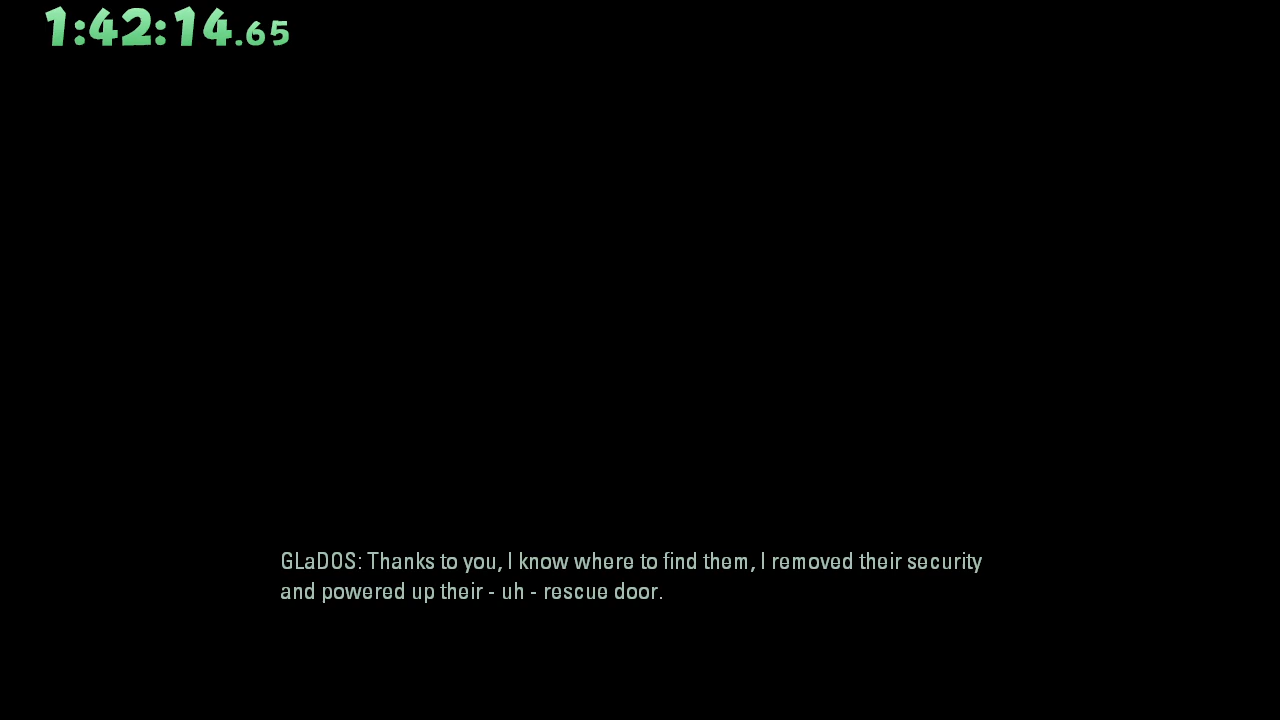 1:42:14.65
GLaDOS: Thanks to you, I know where to find them, I removed their security
and powered up their - uh - rescue door.